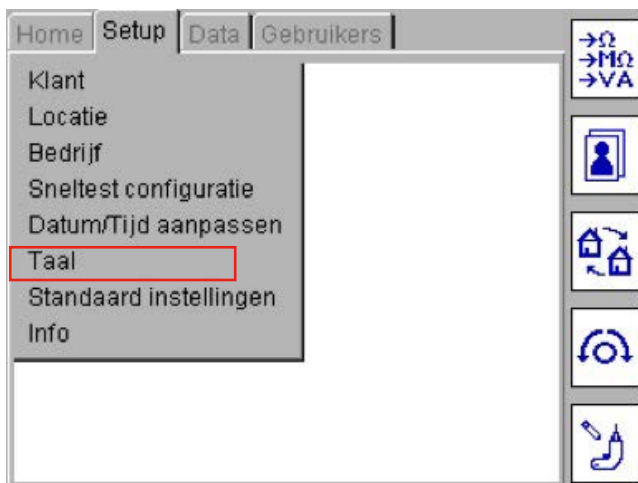 Home Setup Data Gebruikers
Klant
Locatie
Bedrijf
Sneltest configuratie
Datum/Tijd aanpassen
Taal
Standaard instellingen
Info
→Ω
→MΩ
→VA